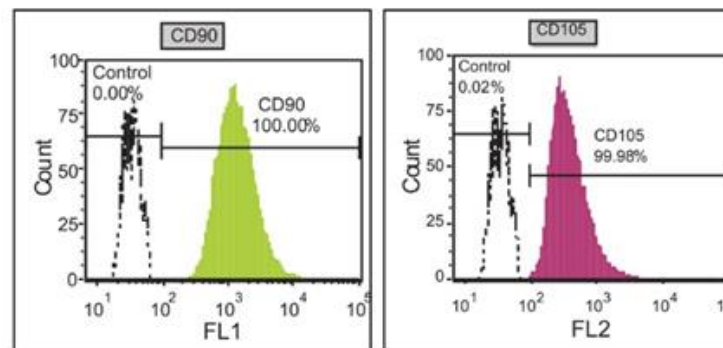 CD90
100
75
50
25
0
Control
0.00%
CD90
100.00%
Count
10¹ 10² 10³ 10⁴ 10⁵
FL1
CD105
100
75
50
25
0
Control
0.02%
CD105
99.98%
Count
10¹ 10² 10³ 10⁴
FL2